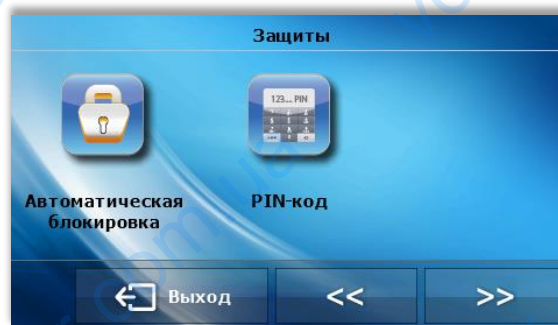 Защиты
123... PIN
Автоматическая
блокировка
PIN-код
Выход
<<
>>